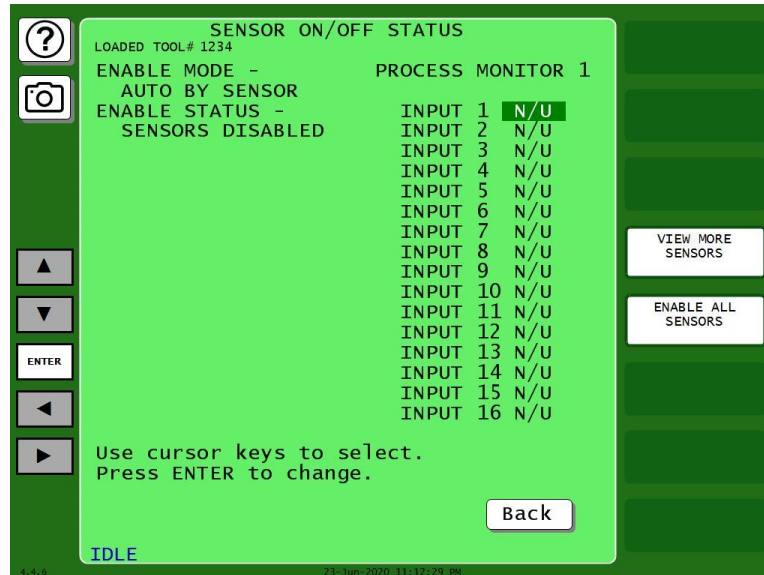 SENSOR ON/OFF STATUS
LOADED TOOL# 1234
ENABLE MODE - PROCESS MONITOR 1
AUTO BY SENSOR
ENABLE STATUS - INPUT 1 N/U
SENSORS DISABLED INPUT 2 N/U
INPUT 3 N/U
INPUT 4 N/U
INPUT 5 N/U
INPUT 6 N/U
INPUT 7 N/U
INPUT 8 N/U
INPUT 9 N/U
INPUT 10 N/U
INPUT 11 N/U
INPUT 12 N/U
INPUT 13 N/U
INPUT 14 N/U
INPUT 15 N/U
INPUT 16 N/U
VIEW MORE
SENSORS
ENABLE ALL
SENSORS
ENTER
Use cursor keys to select.
Press ENTER to change.
Back
IDLE
4.4.6 23-Jun-2020 11:12:29 PM